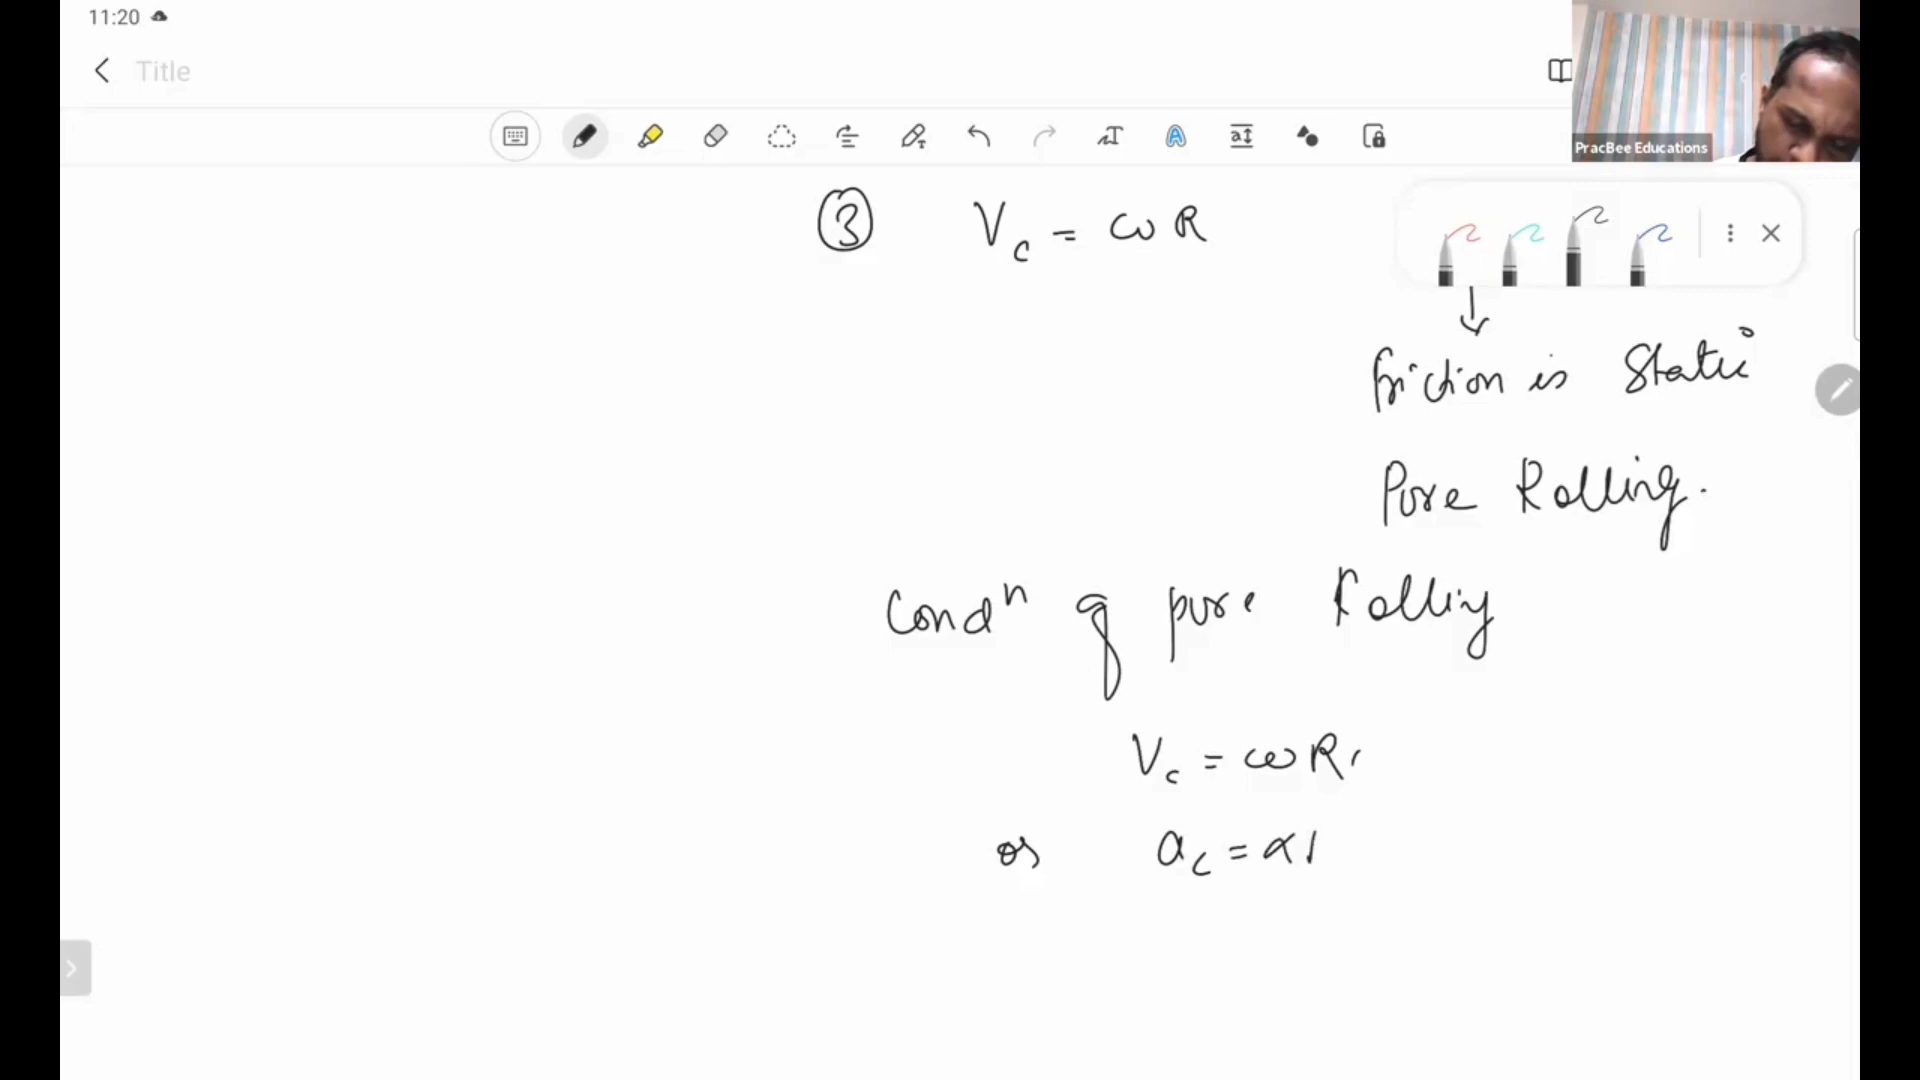 11:20
Title
PracBee Educations
③ Vc = ωR
↓
friction is Static
Pure Rolling.
Condⁿ of pure Rolling
Vc = ωR,
or ac = α